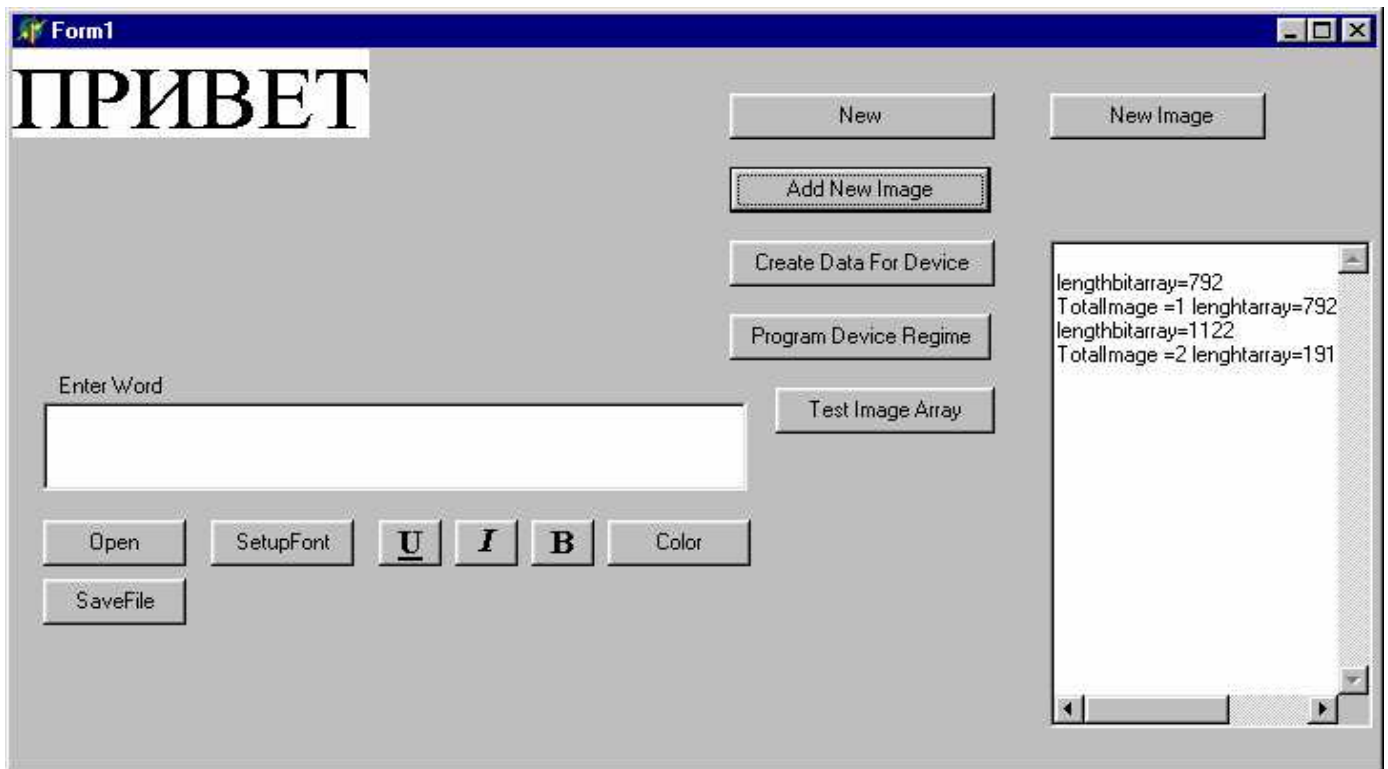 Form1
ПРИВЕТ
New
New Image
Add New Image
Create Data For Device
Program Device Regime
Test Image Array
lengthbitarray=792
TotalImage =1 lenghtarray=792
lengthbitarray=1122
TotalImage =2 lenghtarray=191
Enter Word
Open
SetupFont
U
I
B
Color
SaveFile